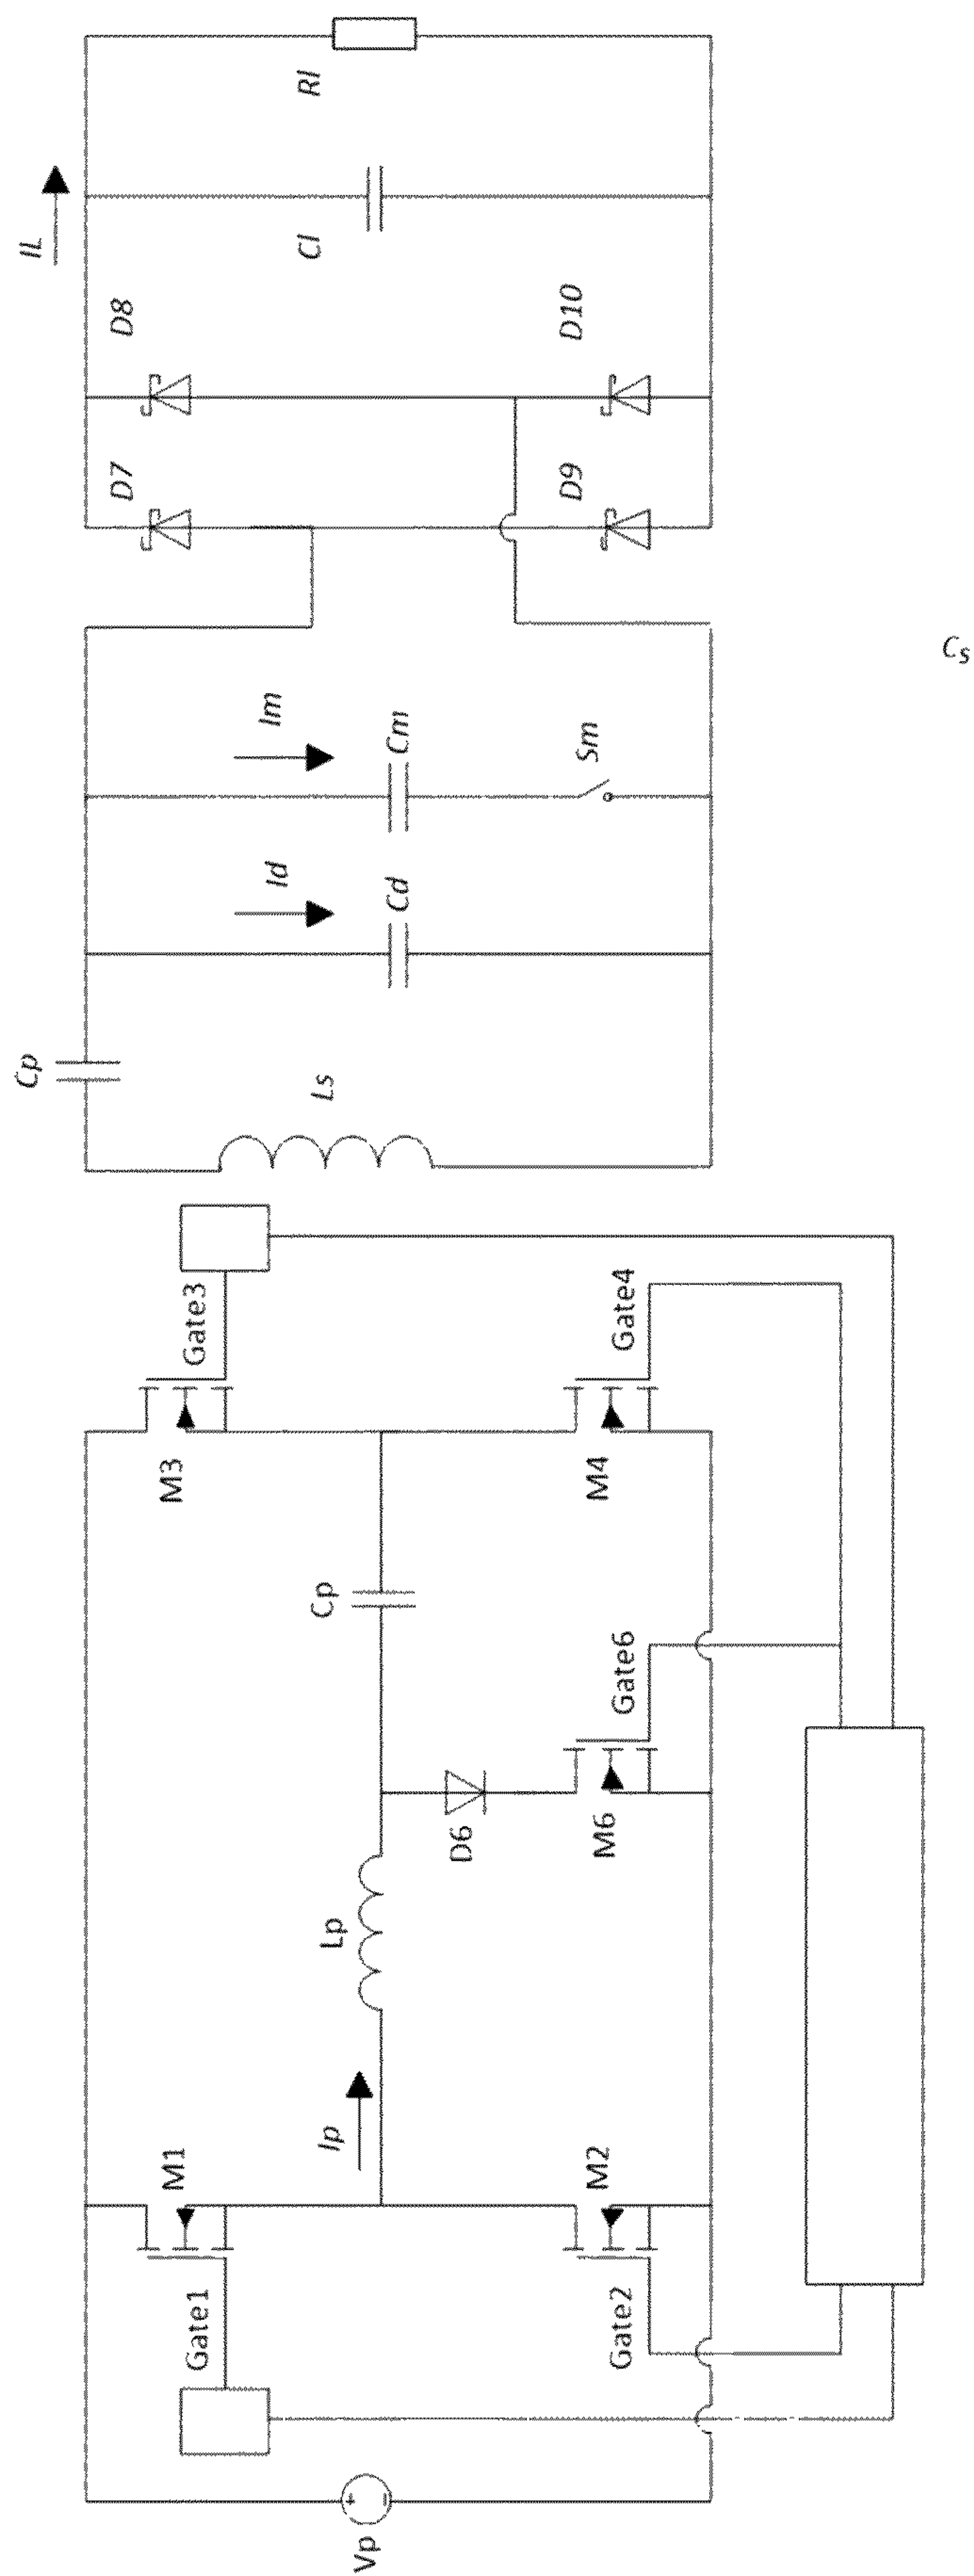 Vp
Gate1
M1
Gate2
M2
Ip
Lp
D6
M6
Gate6
Cp
M3
Gate3
M4
Gate4
Cp
Ls
Id
Cd
Im
Cm
Sm
D7
D8
D9
D10
IL
Cl
Rl
Cs